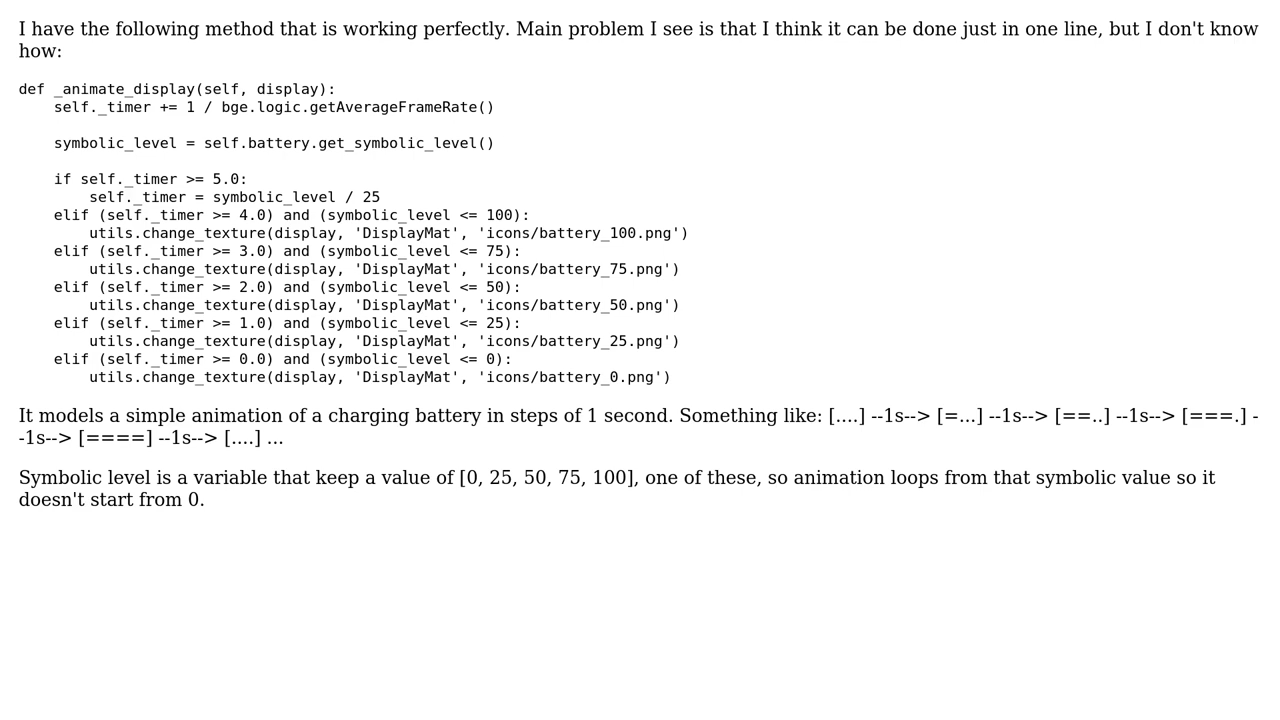 I have the following method that is working perfectly. Main problem I see is that I think it can be done just in one line, but I don't know
how:
def _animate_display(self, display):
    self._timer += 1 / bge.logic.getAverageFrameRate()
    symbolic_level = self.battery.get_symbolic_level()
    if self._timer >= 5.0:
        self._timer = symbolic_level / 25
    elif (self._timer >= 4.0) and (symbolic_level <= 100):
        utils.change_texture(display, 'DisplayMat', 'icons/battery_100.png')
    elif (self._timer >= 3.0) and (symbolic_level <= 75):
        utils.change_texture(display, 'DisplayMat', 'icons/battery_75.png')
    elif (self._timer >= 2.0) and (symbolic_level <= 50):
        utils.change_texture(display, 'DisplayMat', 'icons/battery_50.png')
    elif (self._timer >= 1.0) and (symbolic_level <= 25):
        utils.change_texture(display, 'DisplayMat', 'icons/battery_25.png')
    elif (self._timer >= 0.0) and (symbolic_level <= 0):
        utils.change_texture(display, 'DisplayMat', 'icons/battery_0.png')
It models a simple animation of a charging battery in steps of 1 second. Something like: [....] --1s--> [=...] --1s--> [==..] --1s--> [===.] -
-1s--> [====] --1s--> [....] ...
Symbolic level is a variable that keep a value of [0, 25, 50, 75, 100], one of these, so animation loops from that symbolic value so it
doesn't start from 0.